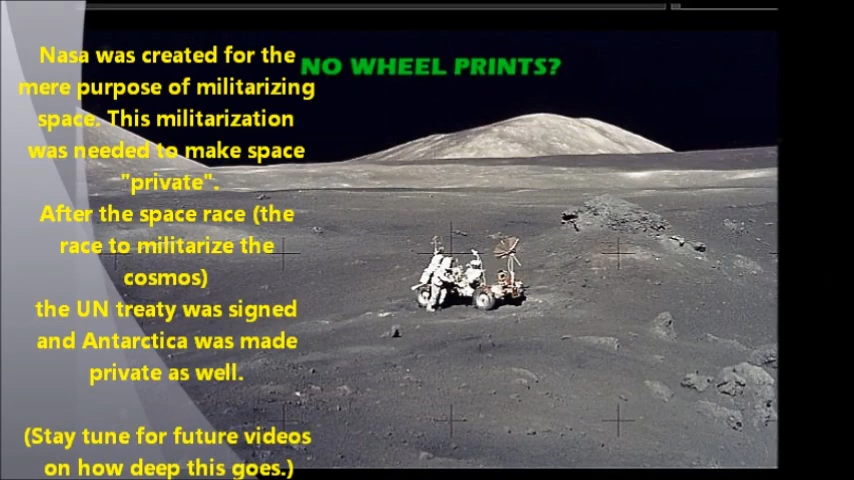 Nasa was created for the
mere purpose of militarizing
space. This militarization
was needed to make space
"private".
After the space race (the
race to militarize the
cosmos)
the UN treaty was signed
and Antarctica was made
private as well.
(Stay tune for future videos
on how deep this goes.)
NO WHEEL PRINTS?